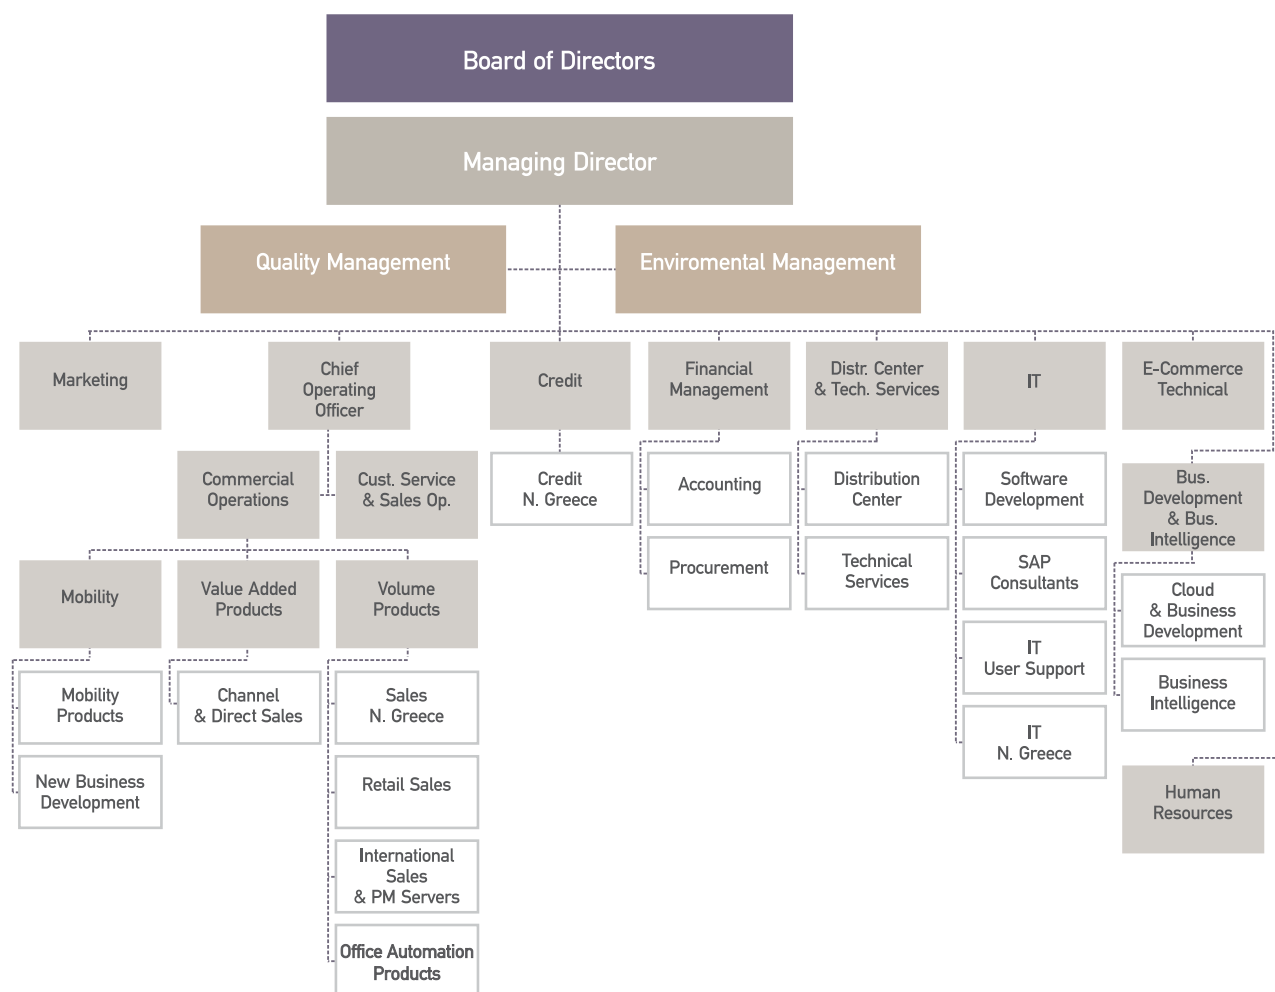 Board of Directors
Managing Director
Quality Management
Enviromental Management
Marketing
Chief
Operating
Officer
Credit
Financial
Management
Distr. Center
& Tech. Services
IT
E-Commerce
Technical
Commercial
Operations
Cust. Service
& Sales Op.
Credit
N. Greece
Accounting
Distribution
Center
Software
Development
Bus.
Development
& Bus.
Intelligence
Mobility
Value Added
Products
Volume
Products
Procurement
Technical
Services
SAP
Consultants
Cloud
& Business
Development
IT
User Support
Mobility
Products
Channel
& Direct Sales
Sales
N. Greece
Business
Intelligence
IT
N. Greece
New Business
Development
Retail Sales
Human
Resources
International
Sales
& PM Servers
Office Automation
Products